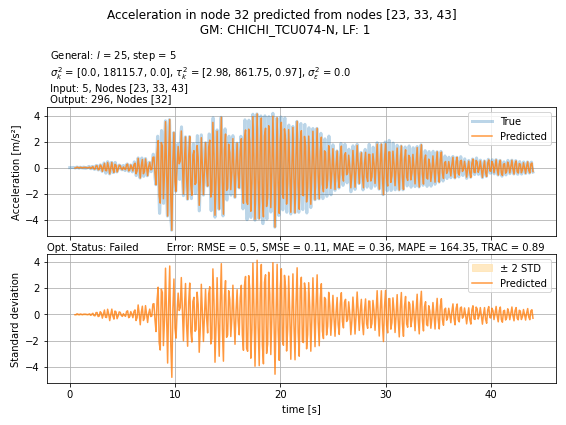 Acceleration in node 32 predicted from nodes [23, 33, 43]
GM: CHICHI_TCU074-N, LF: 1
General: l = 25, step = 5
σ²ₖ = [0.0, 18115.7, 0.0], τ²ₖ = [2.98, 861.75, 0.97], σ²ε = 0.0
Input: 5, Nodes [23, 33, 43]
Output: 296, Nodes [32]
4
2
0
−2
−4
Acceleration [m/s²]
True
Predicted
Opt. Status: Failed Error: RMSE = 0.5, SMSE = 0.11, MAE = 0.36, MAPE = 164.35, TRAC = 0.89
4
2
0
−2
−4
Standard deviation
± 2 STD
Predicted
0 10 20 30 40
time [s]